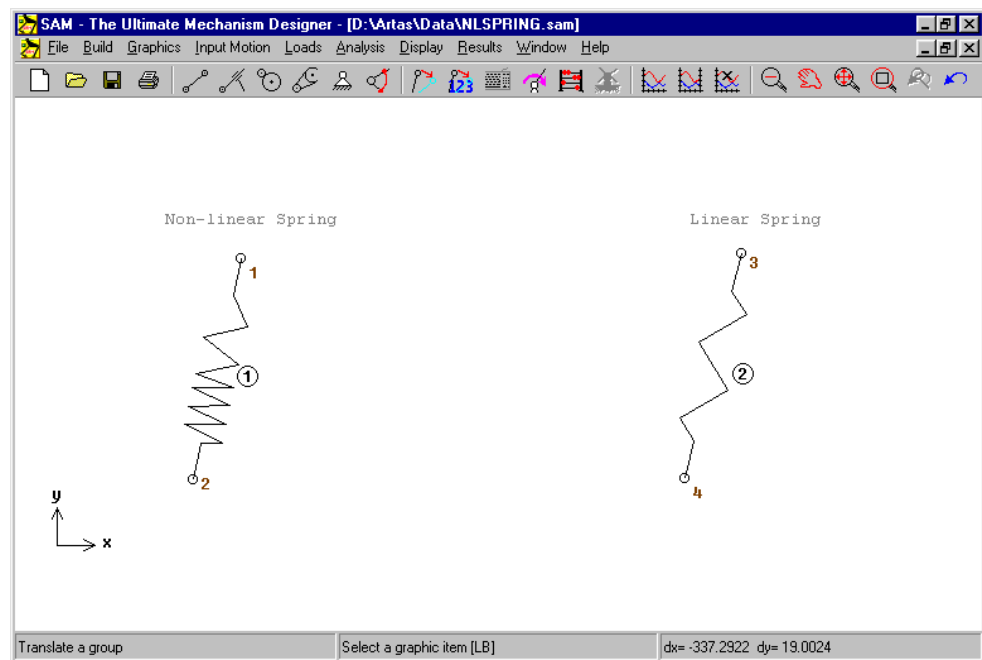 SAM - The Ultimate Mechanism Designer - [D:\Artas\Data\NLSPRING.sam]
File Build Graphics Input Motion Loads Analysis Display Results Window Help
123
Non-linear Spring
Linear Spring
1
3
1
2
2
4
y
x
Translate a group
Select a graphic item [LB]
dx= -337.2922 dy= 19.0024